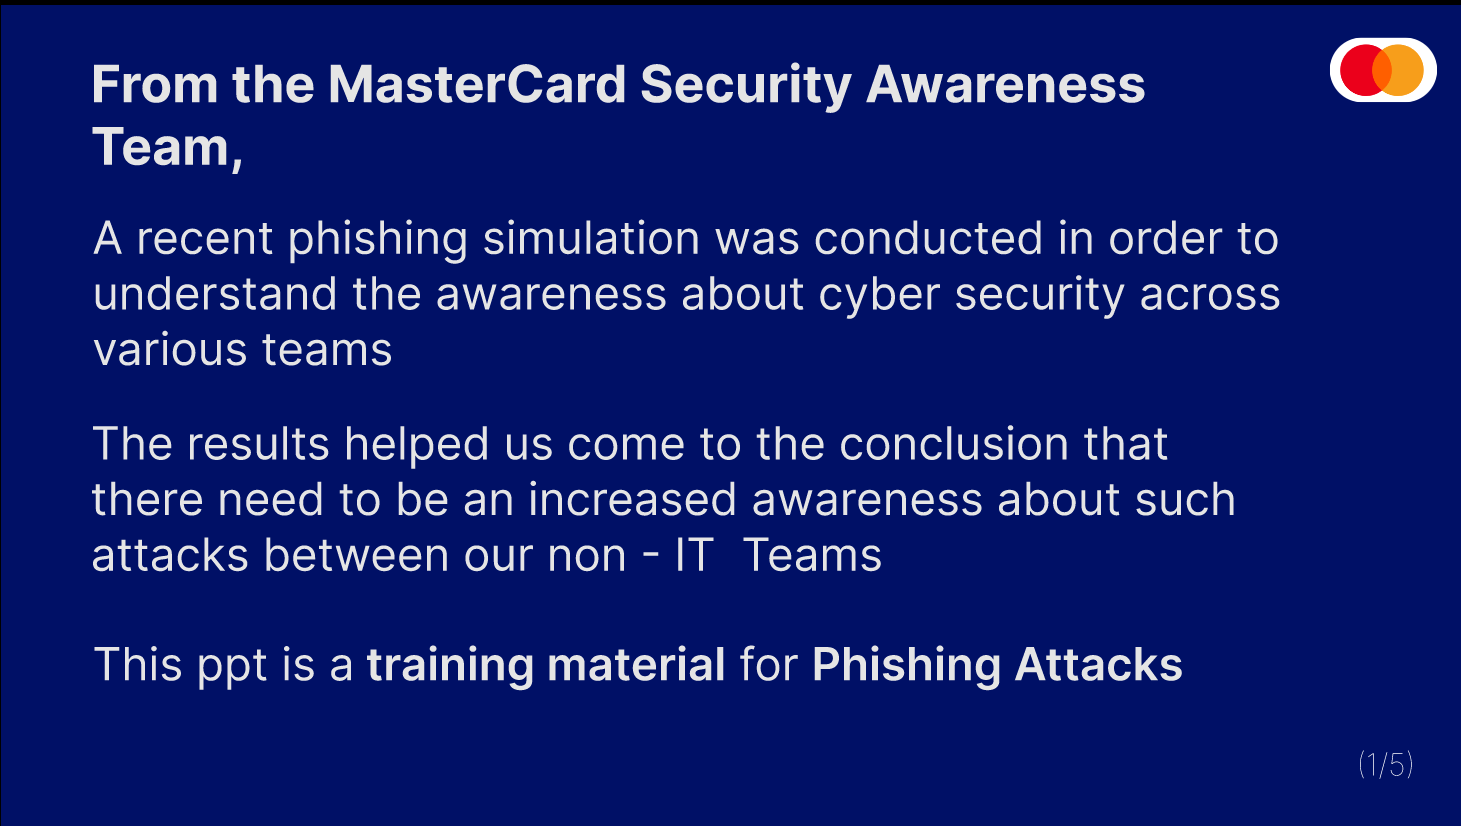 From the MasterCard Security Awareness
Team,
A recent phishing simulation was conducted in order to
understand the awareness about cyber security across
various teams
The results helped us come to the conclusion that
there need to be an increased awareness about such
attacks between our non - IT  Teams
This ppt is a training material for Phishing Attacks
(1/5)